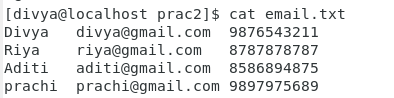 [divya@localhost prac2]$ cat email.txt
Divya   divya@gmail.com  9876543211
Riya    riya@gmail.com   8787878787
Aditi   aditi@gmail.com  8586894875
prachi  prachi@gmail.com 9897975689